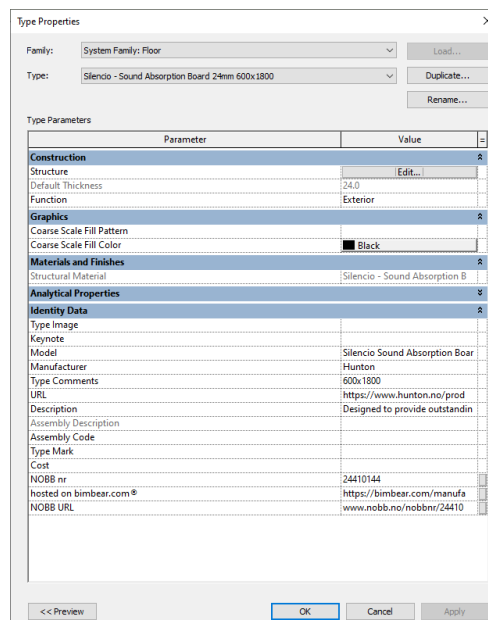 Type Properties
Family: System Family: Floor Load...
Type: Silencio - Sound Absorption Board 24mm 600x1800 Duplicate...
Rename...
Type Parameters
Parameter Value =
Construction
Structure Edit...
Default Thickness 24.0
Function Exterior
Graphics
Coarse Scale Fill Pattern
Coarse Scale Fill Color Black
Materials and Finishes
Structural Material Silencio - Sound Absorption B
Analytical Properties
Identity Data
Type Image
Keynote
Model Silencio Sound Absorption Boar
Manufacturer Hunton
Type Comments 600x1800
URL https://www.hunton.no/prod
Description Designed to provide outstandin
Assembly Description
Assembly Code
Type Mark
Cost
NOBB nr 24410144
hosted on bimbear.com® https://bimbear.com/manufa
NOBB URL www.nobb.no/nobbnr/24410
<< Preview OK Cancel Apply